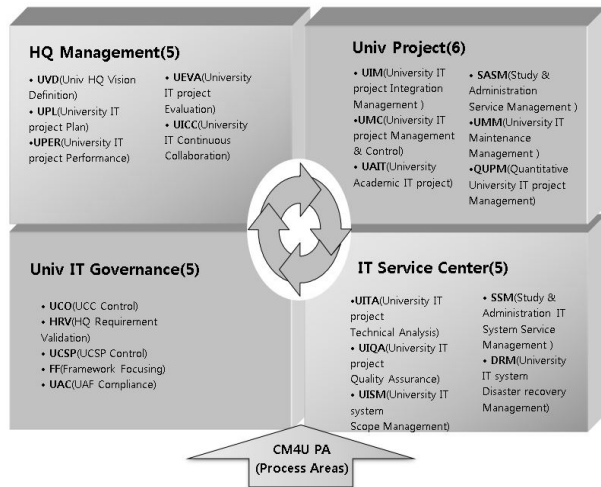 HQ Management(5)
• UVD(Univ HQ Vision
Definition)
• UPL(University IT
project Plan)
•UPER(University IT
project Performance)
• UEVA(University
IT project
Evaluation)
• UICC(University
IT Continuous
Collaboration)
Univ Project(6)
• UIM(University IT
project Integration
Management )
• UMC(University IT
project Management
& Control)
• UAIT(University
Academic IT project)
• SASM(Study &
Administration
Service Management )
• UMM(University IT
Maintenance
Management )
• QUPM(Quantitative
University IT project
Management)
Univ IT Governance(5)
• UCO(UCC Control)
• HRV(HQ Requirement
Validation)
• UCSP(UCSP Control)
• FF(Framework Focusing)
• UAC(UAF Compliance)
IT Service Center(5)
•UITA(University IT
project
Technical Analysis)
• UIQA(University IT
project
Quality Assurance)
• UISM(University IT
system
Scope Management)
• SSM(Study &
Administration IT
System Service
Management )
• DRM(University
IT system
Disaster recovery
Management)
CM4U PA
(Process Areas)